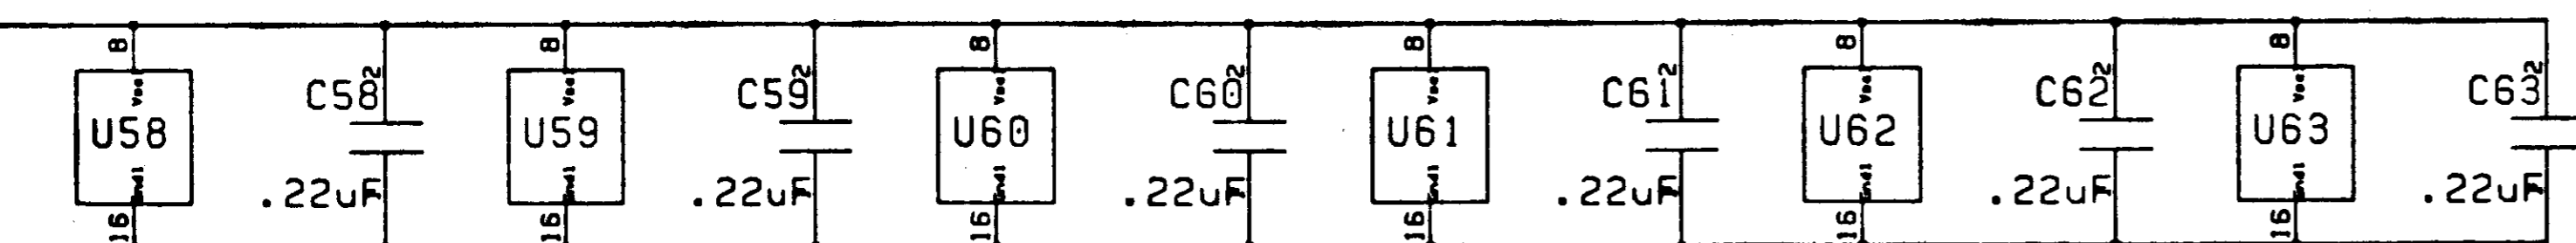 8 8 8 8 8 8
2 2 2 2 2 2
C58 C59 C60 C61 C62 C63
U58 U59 U60 U61 U62 U63
.22uF .22uF .22uF .22uF .22uF .22uF
16 16 16 16 16 16